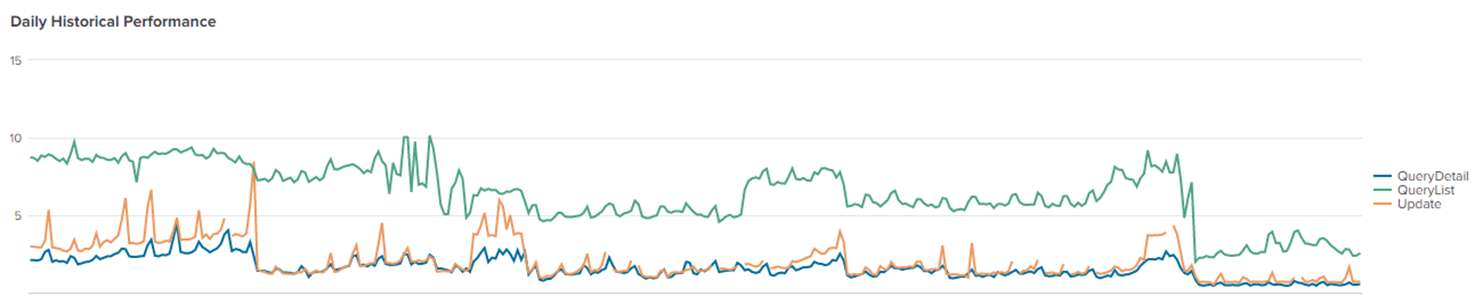 Daily Historical Performance
15
10
5
QueryDetail
QueryList
Update